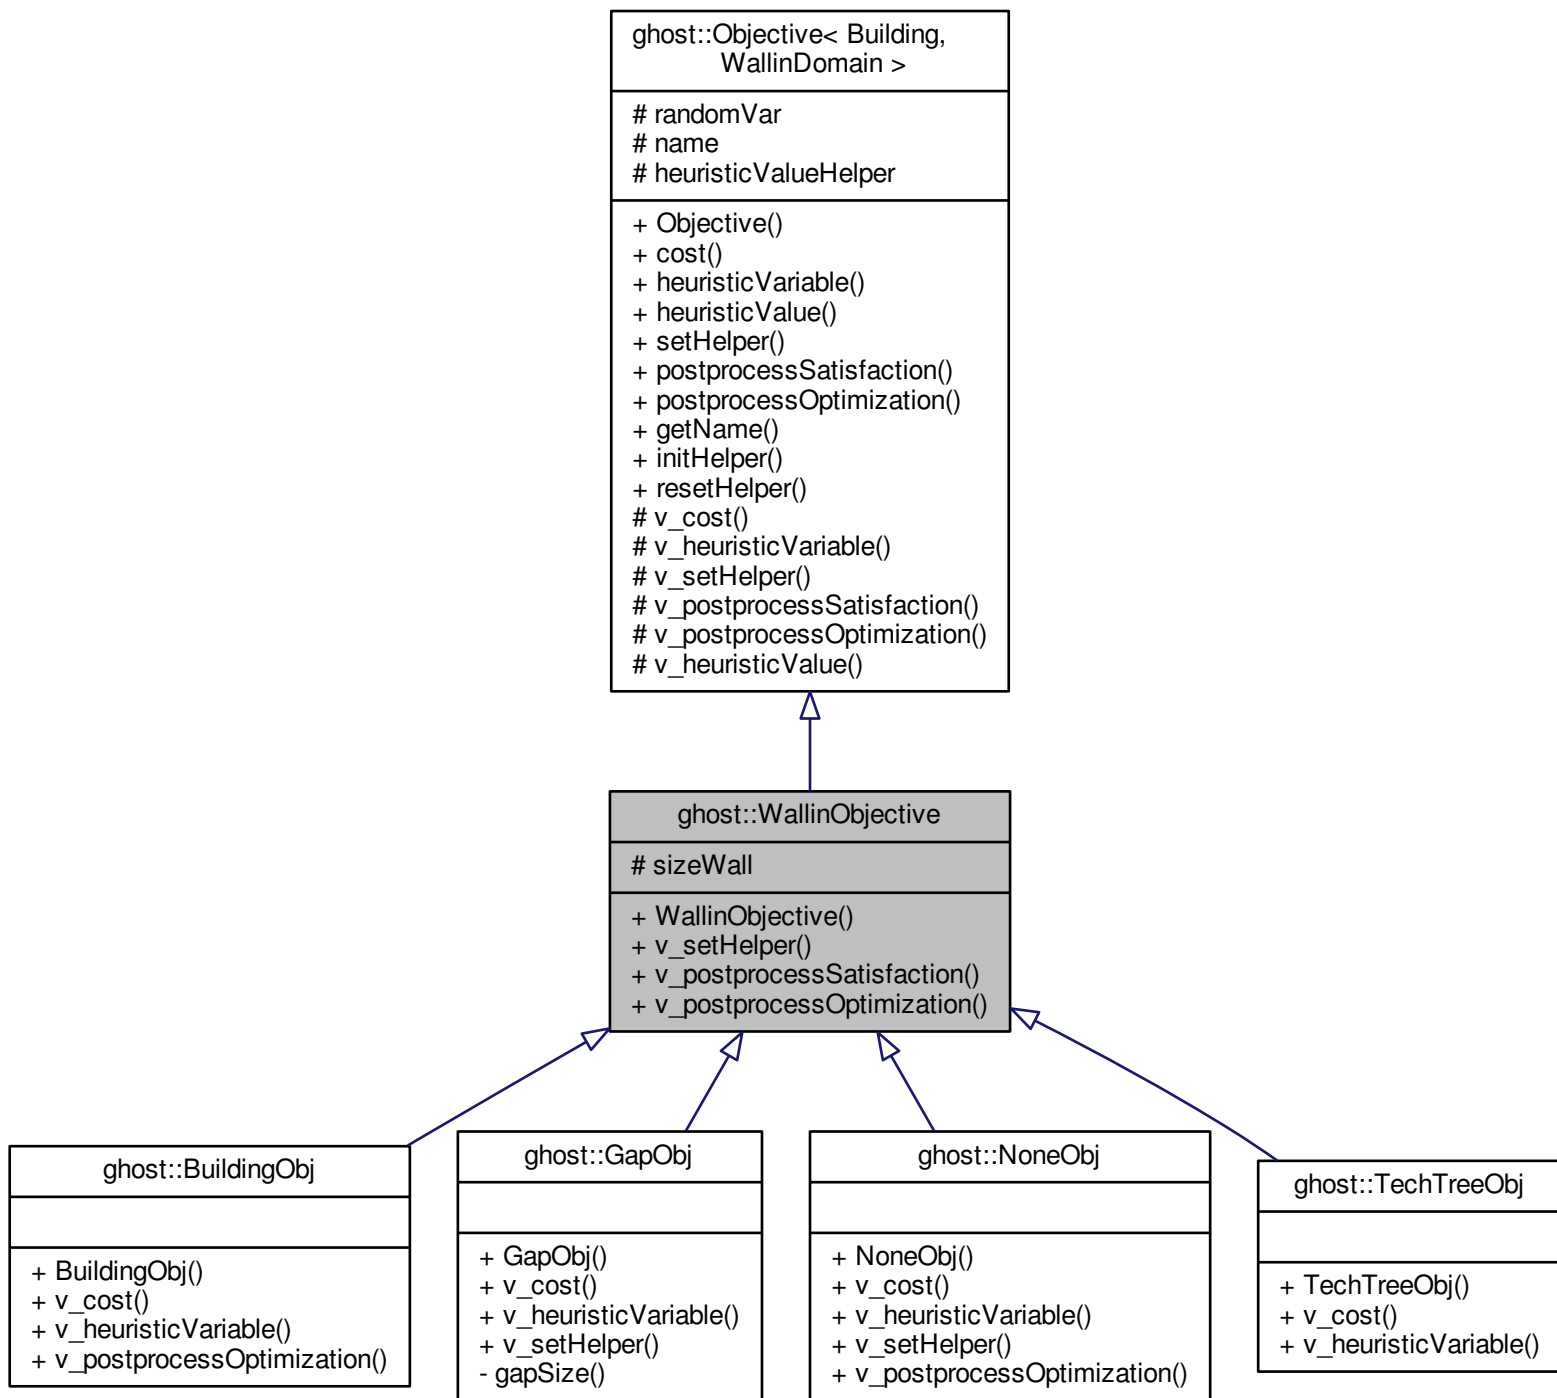 ghost::Objective< Building,
WallinDomain >
# randomVar
# name
# heuristicValueHelper
+ Objective()
+ cost()
+ heuristicVariable()
+ heuristicValue()
+ setHelper()
+ postprocessSatisfaction()
+ postprocessOptimization()
+ getName()
+ initHelper()
+ resetHelper()
# v_cost()
# v_heuristicVariable()
# v_setHelper()
# v_postprocessSatisfaction()
# v_postprocessOptimization()
# v_heuristicValue()
ghost::WallinObjective
# sizeWall
+ WallinObjective()
+ v_setHelper()
+ v_postprocessSatisfaction()
+ v_postprocessOptimization()
ghost::BuildingObj
+ BuildingObj()
+ v_cost()
+ v_heuristicVariable()
+ v_postprocessOptimization()
ghost::GapObj
+ GapObj()
+ v_cost()
+ v_heuristicVariable()
+ v_setHelper()
- gapSize()
ghost::NoneObj
+ NoneObj()
+ v_cost()
+ v_heuristicVariable()
+ v_setHelper()
+ v_postprocessOptimization()
ghost::TechTreeObj
+ TechTreeObj()
+ v_cost()
+ v_heuristicVariable()